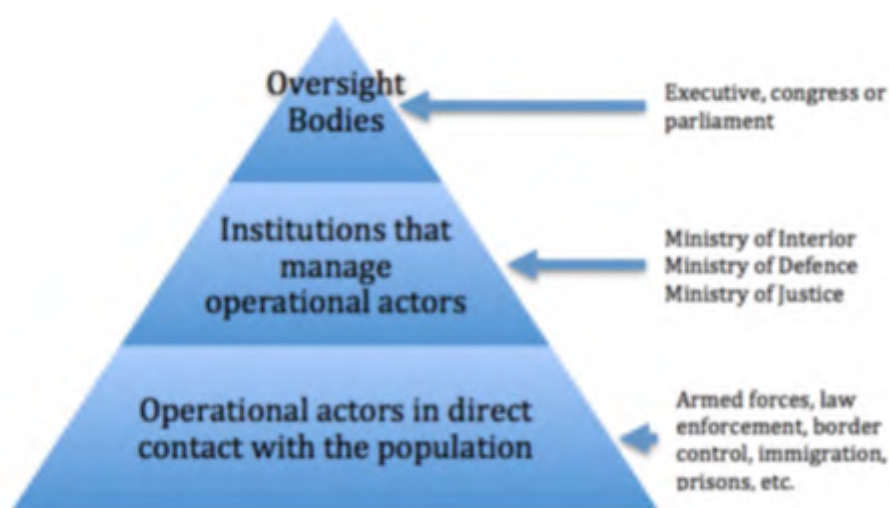 Oversight
Bodies
Executive, congress or
parliament
Institutions that
manage
operational actors
Ministry of Interior
Ministry of Defence
Ministry of Justice
Operational actors in direct
contact with the population
Armed forces, law
enforcement, border
control, immigration,
prisons, etc.